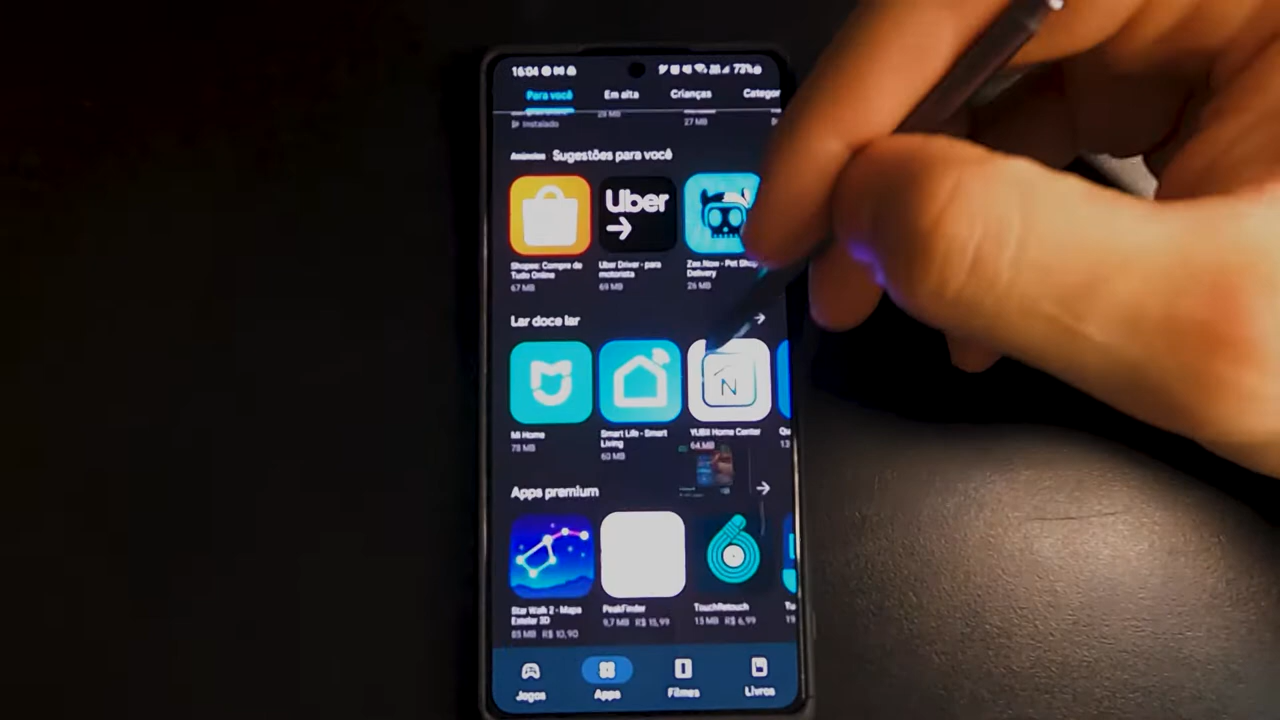 16:04
73%
Para você Em alta Crianças Categor
Instalado
27 MB
Anúncios Sugestões para você
Uber
Shopee: Compre de
Tudo Online
67 MB
Uber Driver - para
motorista
69 MB
Zee.Now - Pet Shop
Delivery
26 MB
Lar doce lar
N
Mi Home
78 MB
Smart Life - Smart
Living
60 MB
YUBII Home Center
64 MB
Apps premium
Star Walk 2 - Mapa
Estelar 3D
85 MB R$ 10,90
PeakFinder
9,7 MB R$ 15,99
TouchRetouch
15 MB R$ 6,99
Jogos Apps Filmes Livros